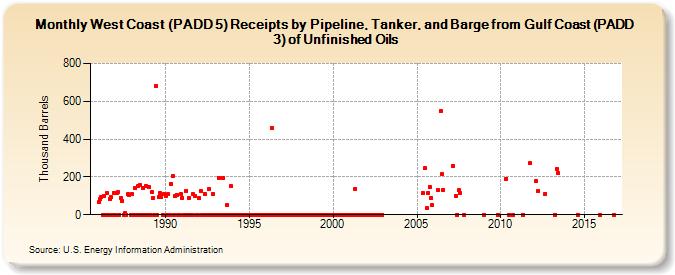 Monthly West Coast (PADD 5) Receipts by Pipeline, Tanker, and Barge from Gulf Coast (PADD
3) of Unfinished Oils
Thousand Barrels
800
600
400
200
0
1990 1995 2000 2005 2010 2015
Source: U.S. Energy Information Administration